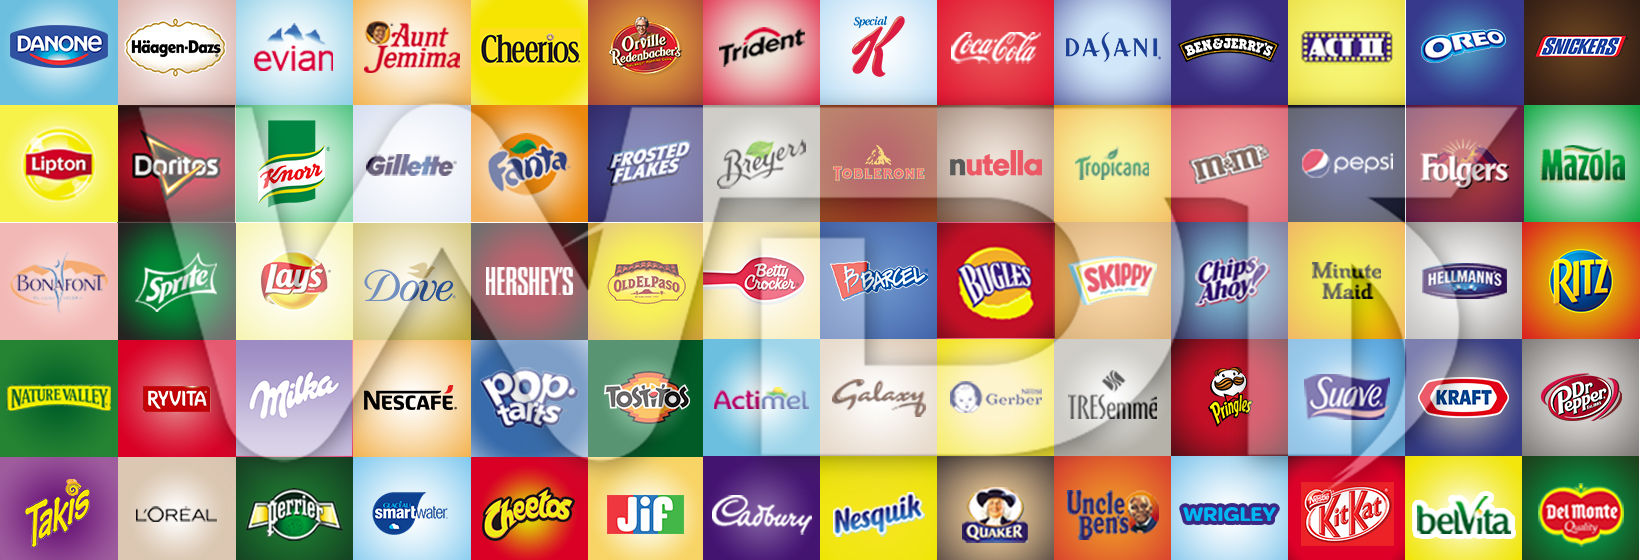 DANONE
Häagen-Dazs
evian
Aunt
Jemima
Cheerios
Orville
Redenbacher's
Trident
Special
K
Coca-Cola
DASANI
BEN & JERRY'S
ACT II
OREO
SNICKERS
Lipton
Doritos
Knorr
Gillette
Fanta
FROSTED
FLAKES
Breyers
TOBLERONE
nutella
Tropicana
m&m's
pepsi
Folgers
Mazola
BONAFONT
Sprite
Lay's
Dove
HERSHEY'S
OLD EL PASO
Betty
Crocker
BARCEL
BUGLES
SKIPPY
Chips
Ahoy!
Minute
Maid
HELLMANN'S
RITZ
NATURE VALLEY
RYVITA
Milka
NESCAFÉ
POP.
tarts
TOSTITOS
Actimel
Galaxy
Nestlé
Gerber
TRESemmé
Pringles
Suave
KRAFT
Dr
Pepper
Takis
L'ORÉAL
perrier
GLACÉAU
smartwater
Cheetos
JIF
Cadbury
Nesquik
QUAKER
Uncle
Ben's
WRIGLEY
Nestlé
KitKat
belVita
Del Monte
Quality